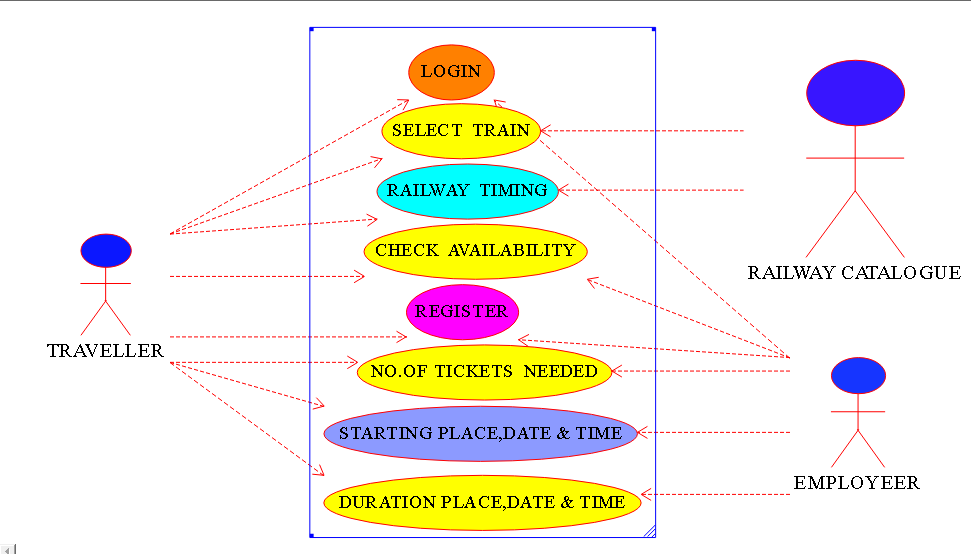 LOGIN
SELECT TRAIN
RAILWAY TIMING
CHECK AVAILABILITY
RAILWAY CATALOGUE
REGISTER
TRAVELLER
NO.OF TICKETS NEEDED
STARTING PLACE,DATE & TIME
EMPLOYEER
DURATION PLACE,DATE & TIME